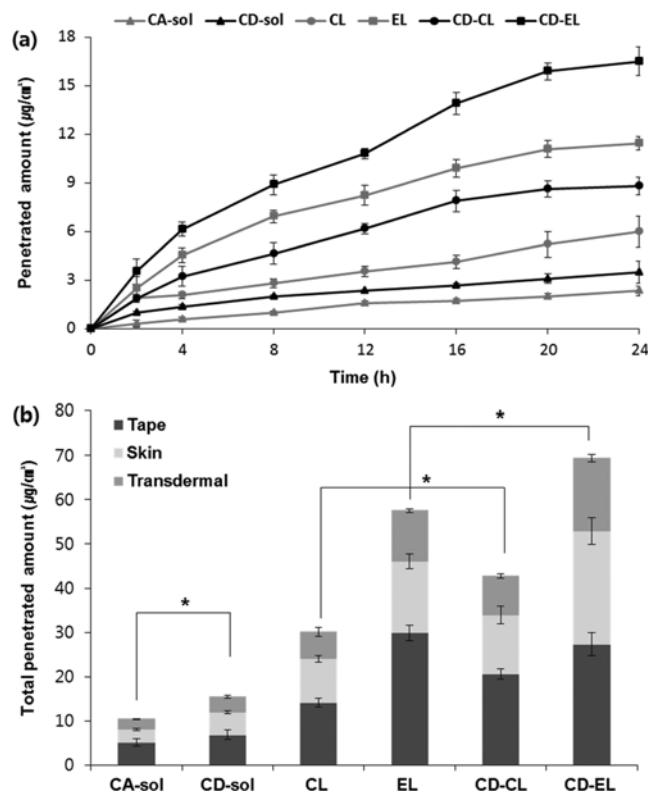 CA-sol CD-sol CL EL CD-CL CD-EL
(a)
18
15
12
9
6
3
0
Penetrated amount (㎍/㎠)
0 4 8 12 16 20 24
Time (h)
(b)
80
70
60
50
40
30
20
10
0
Total penetrated amount (㎍/㎠)
Tape
Skin
Transdermal
*
*
*
CA-sol CD-sol CL EL CD-CL CD-EL